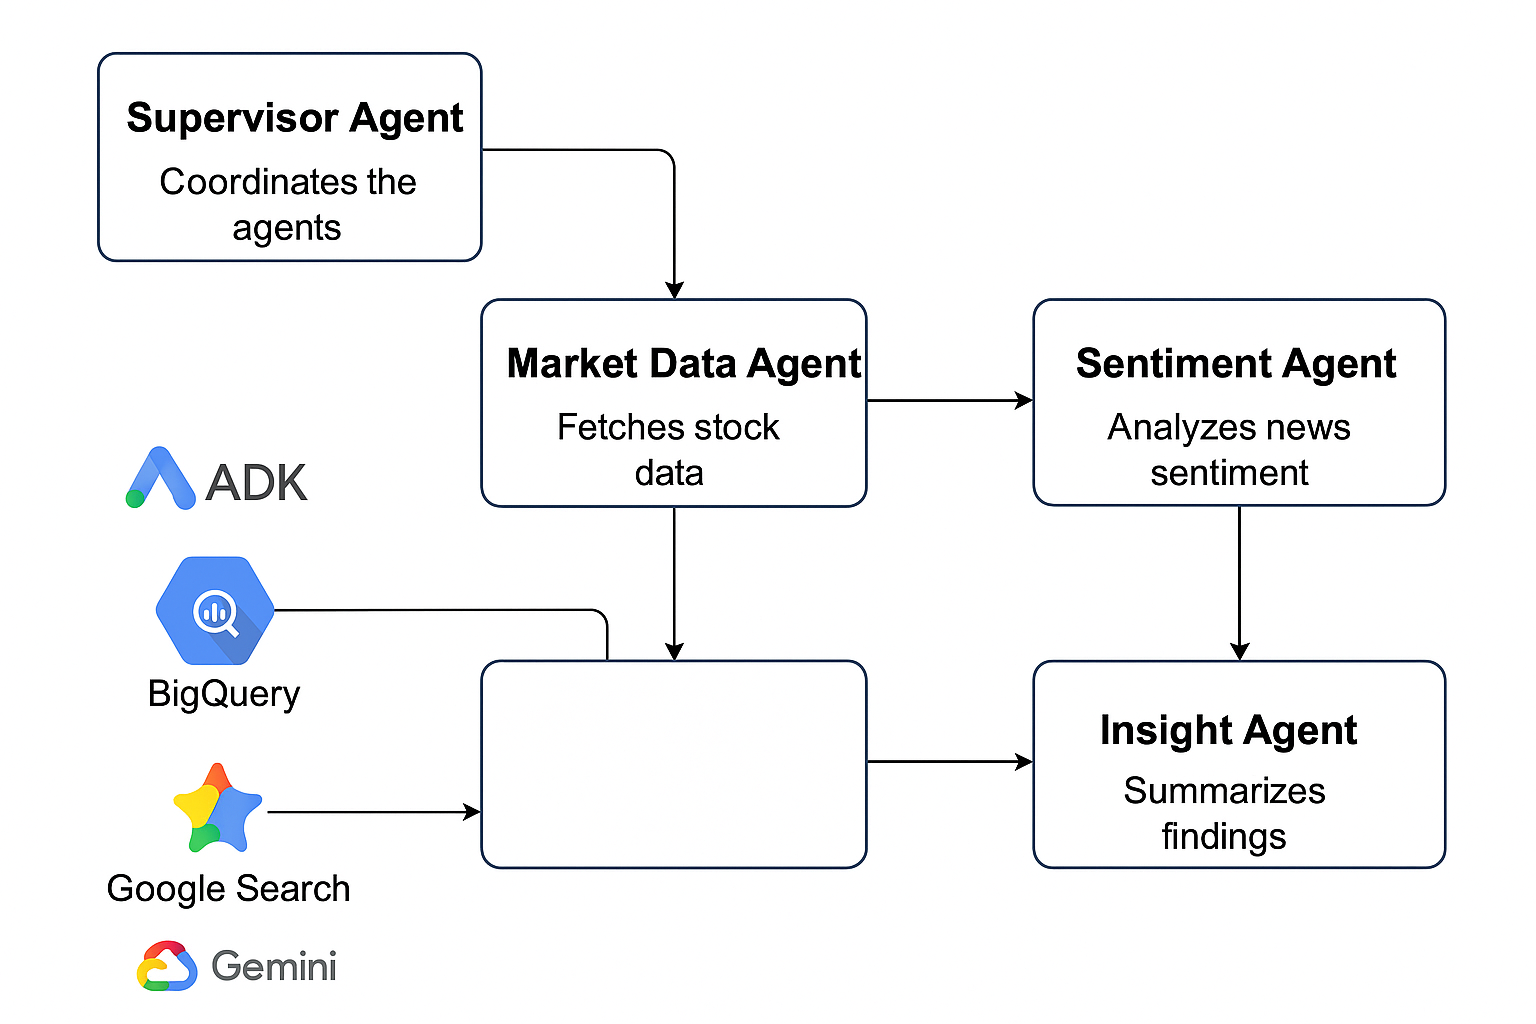 Supervisor Agent
Coordinates the
agents
Market Data Agent
Fetches stock
data
Sentiment Agent
Analyzes news
sentiment
ADK
BigQuery
Google Search
Gemini
Insight Agent
Summarizes
findings